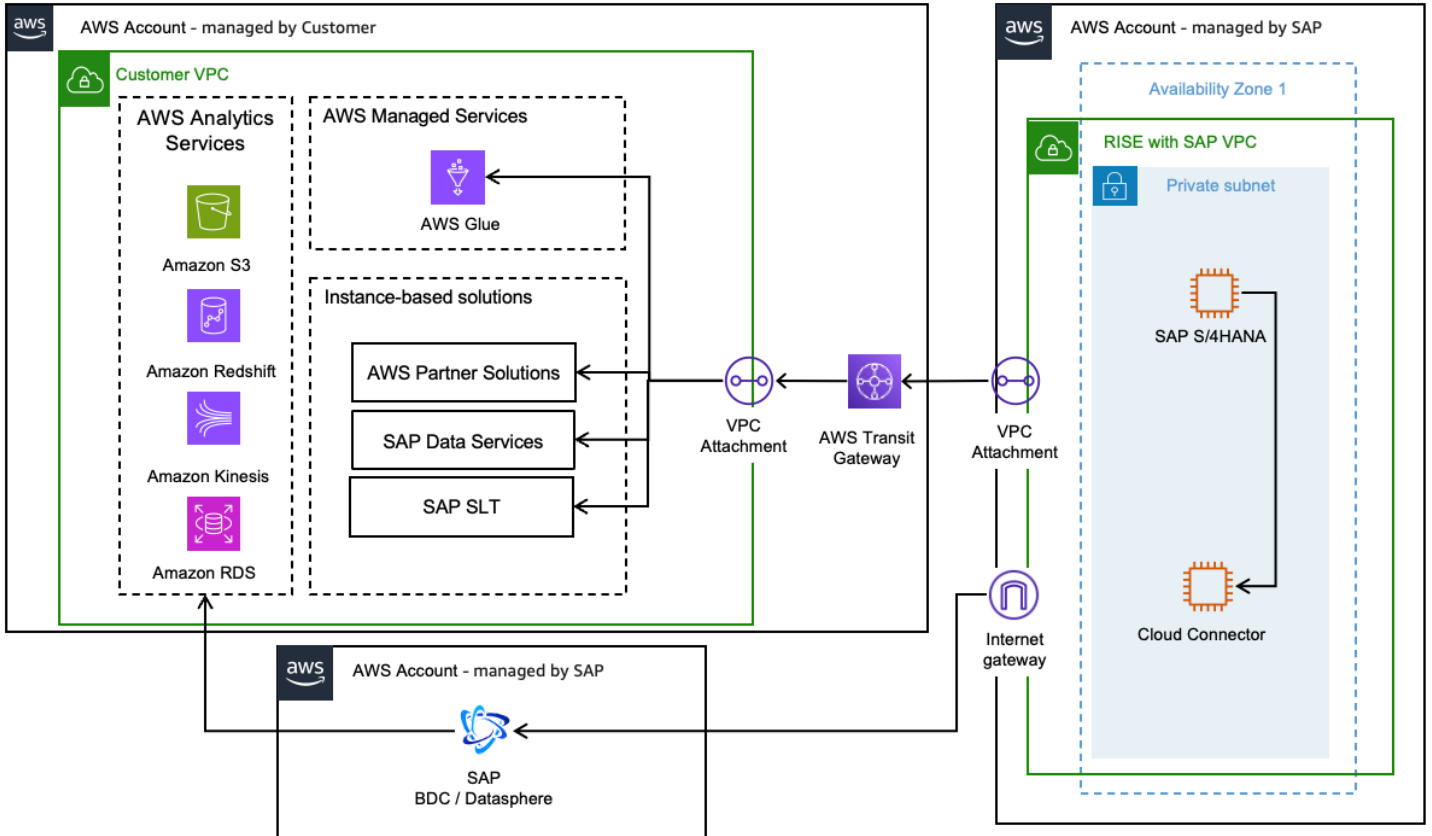 aws
AWS Account - managed by Customer
Customer VPC
AWS Analytics
Services
Amazon S3
Amazon Redshift
Amazon Kinesis
Amazon RDS
AWS Managed Services
AWS Glue
Instance-based solutions
AWS Partner Solutions
SAP Data Services
SAP SLT
VPC
Attachment
AWS Transit
Gateway
VPC
Attachment
Internet
gateway
aws
AWS Account - managed by SAP
Availability Zone 1
RISE with SAP VPC
Private subnet
SAP S/4HANA
Cloud Connector
aws
AWS Account - managed by SAP
SAP
BDC / Datasphere